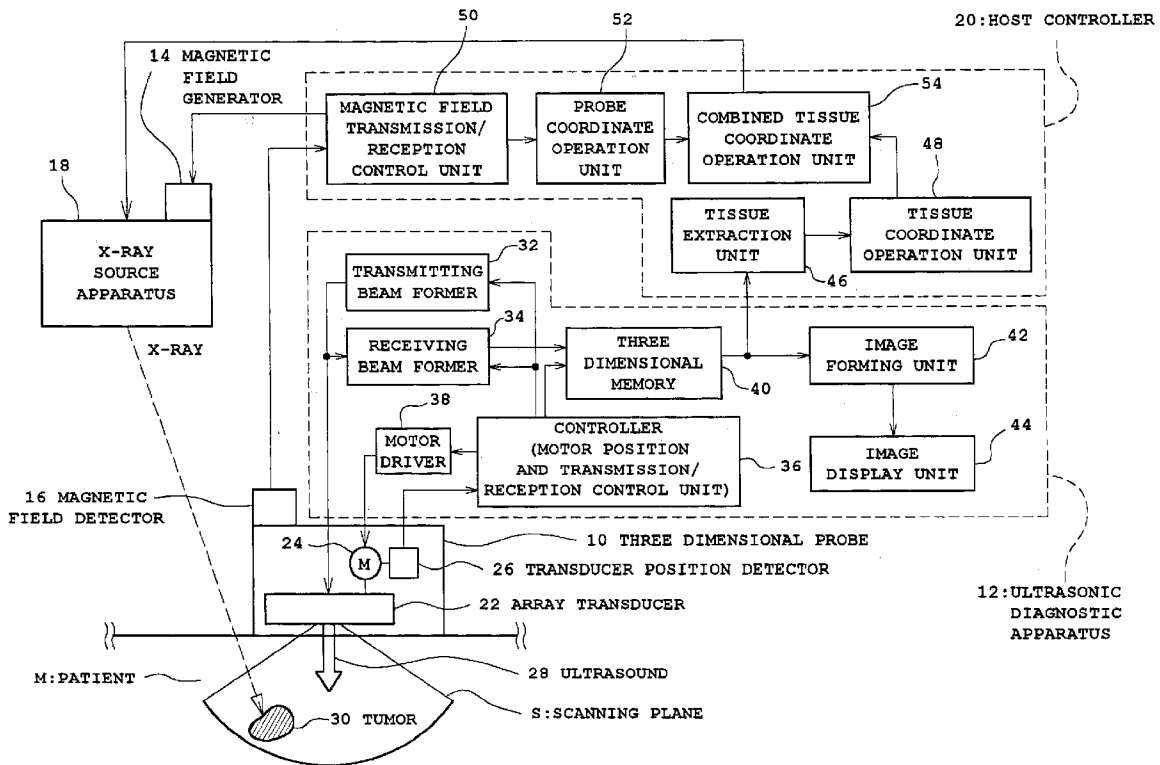 50
52
20:HOST CONTROLLER
14 MAGNETIC
FIELD
GENERATOR
MAGNETIC FIELD
TRANSMISSION/
RECEPTION
CONTROL UNIT
PROBE
COORDINATE
OPERATION
UNIT
COMBINED TISSUE
COORDINATE
OPERATION UNIT
54
48
18
X-RAY
SOURCE
APPARATUS
TISSUE
EXTRACTION
UNIT
46
TISSUE
COORDINATE
OPERATION UNIT
32
TRANSMITTING
BEAM FORMER
34
X-RAY
RECEIVING
BEAM FORMER
THREE
DIMENSIONAL
MEMORY
40
IMAGE
FORMING UNIT
42
38
MOTOR
DRIVER
CONTROLLER
(MOTOR POSITION
AND TRANSMISSION/
RECEPTION CONTROL UNIT)
36
IMAGE
DISPLAY UNIT
44
16 MAGNETIC
FIELD DETECTOR
24
M
10 THREE DIMENSIONAL PROBE
26 TRANSDUCER POSITION DETECTOR
22 ARRAY TRANSDUCER
12:ULTRASONIC
DIAGNOSTIC
APPARATUS
M:PATIENT
28 ULTRASOUND
S:SCANNING PLANE
30 TUMOR